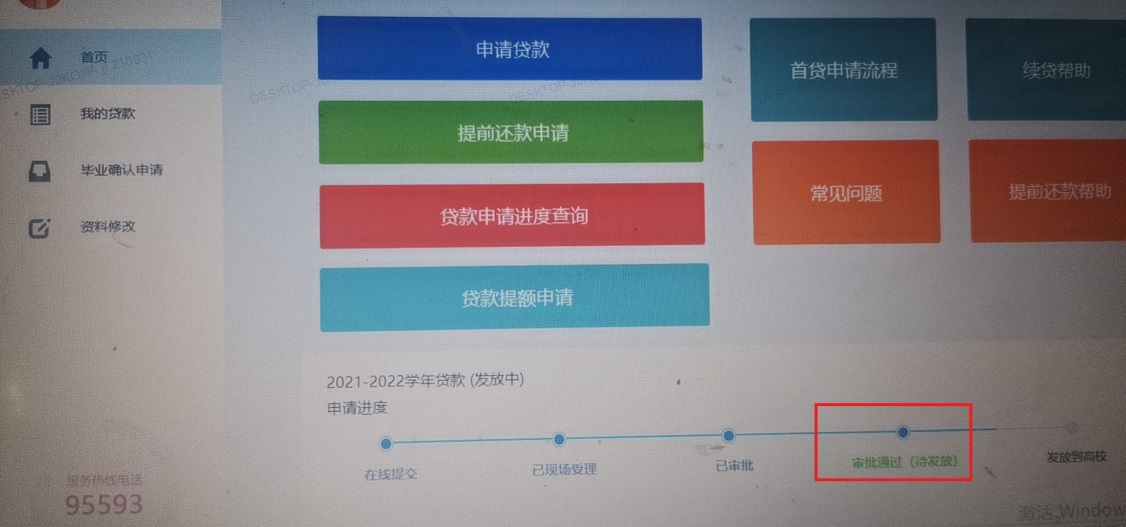 首页
我的贷款
毕业确认申请
资料修改
服务热线电话
95593
申请贷款
提前还款申请
贷款申请进度查询
贷款提额申请
首贷申请流程
续贷帮助
常见问题
提前还款帮助
2021-2022学年贷款 (发放中)
申请进度
在线提交
已现场受理
已审批
审批通过（待发放）
发放到高校
激活 Window